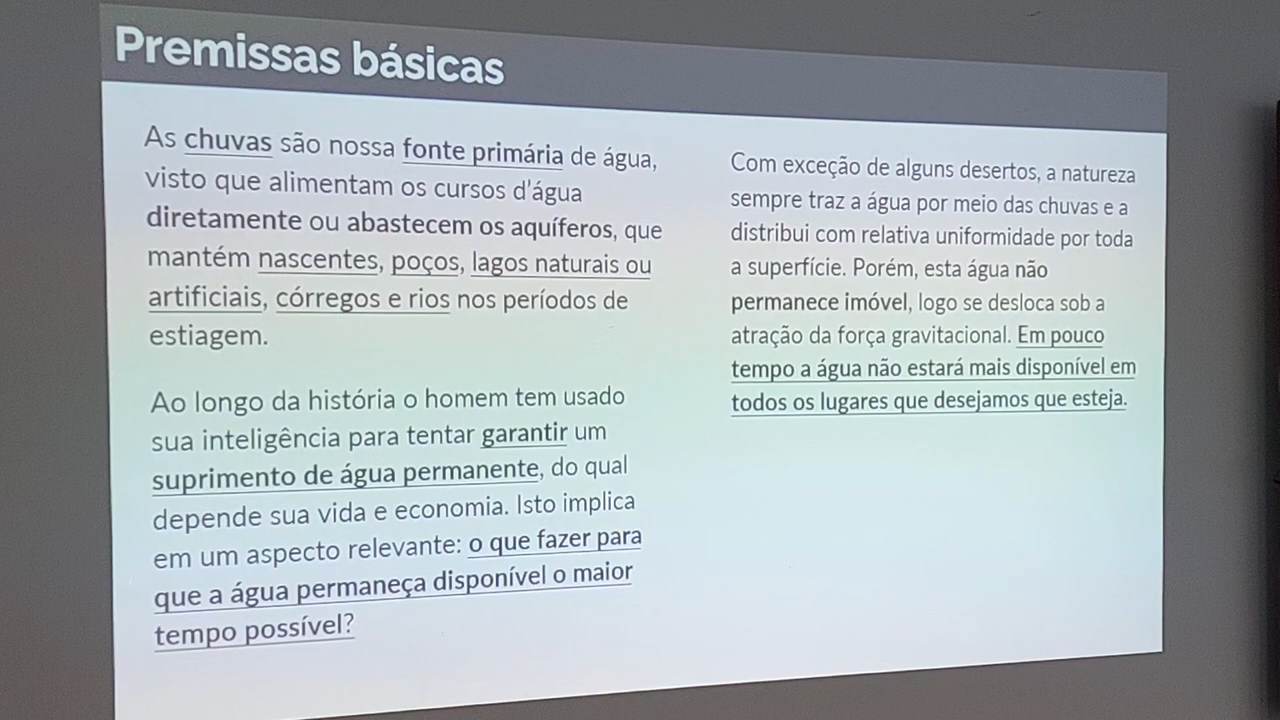 Premissas básicas
As chuvas são nossa fonte primária de água,
visto que alimentam os cursos d'água
diretamente ou abastecem os aquíferos, que
mantém nascentes, poços, lagos naturais ou
artificiais, córregos e rios nos períodos de
estiagem.
Ao longo da história o homem tem usado
sua inteligência para tentar garantir um
suprimento de água permanente, do qual
depende sua vida e economia. Isto implica
em um aspecto relevante: o que fazer para
que a água permaneça disponível o maior
tempo possível?
Com exceção de alguns desertos, a natureza
sempre traz a água por meio das chuvas e a
distribui com relativa uniformidade por toda
a superfície. Porém, esta água não
permanece imóvel, logo se desloca sob a
atração da força gravitacional. Em pouco
tempo a água não estará mais disponível em
todos os lugares que desejamos que esteja.